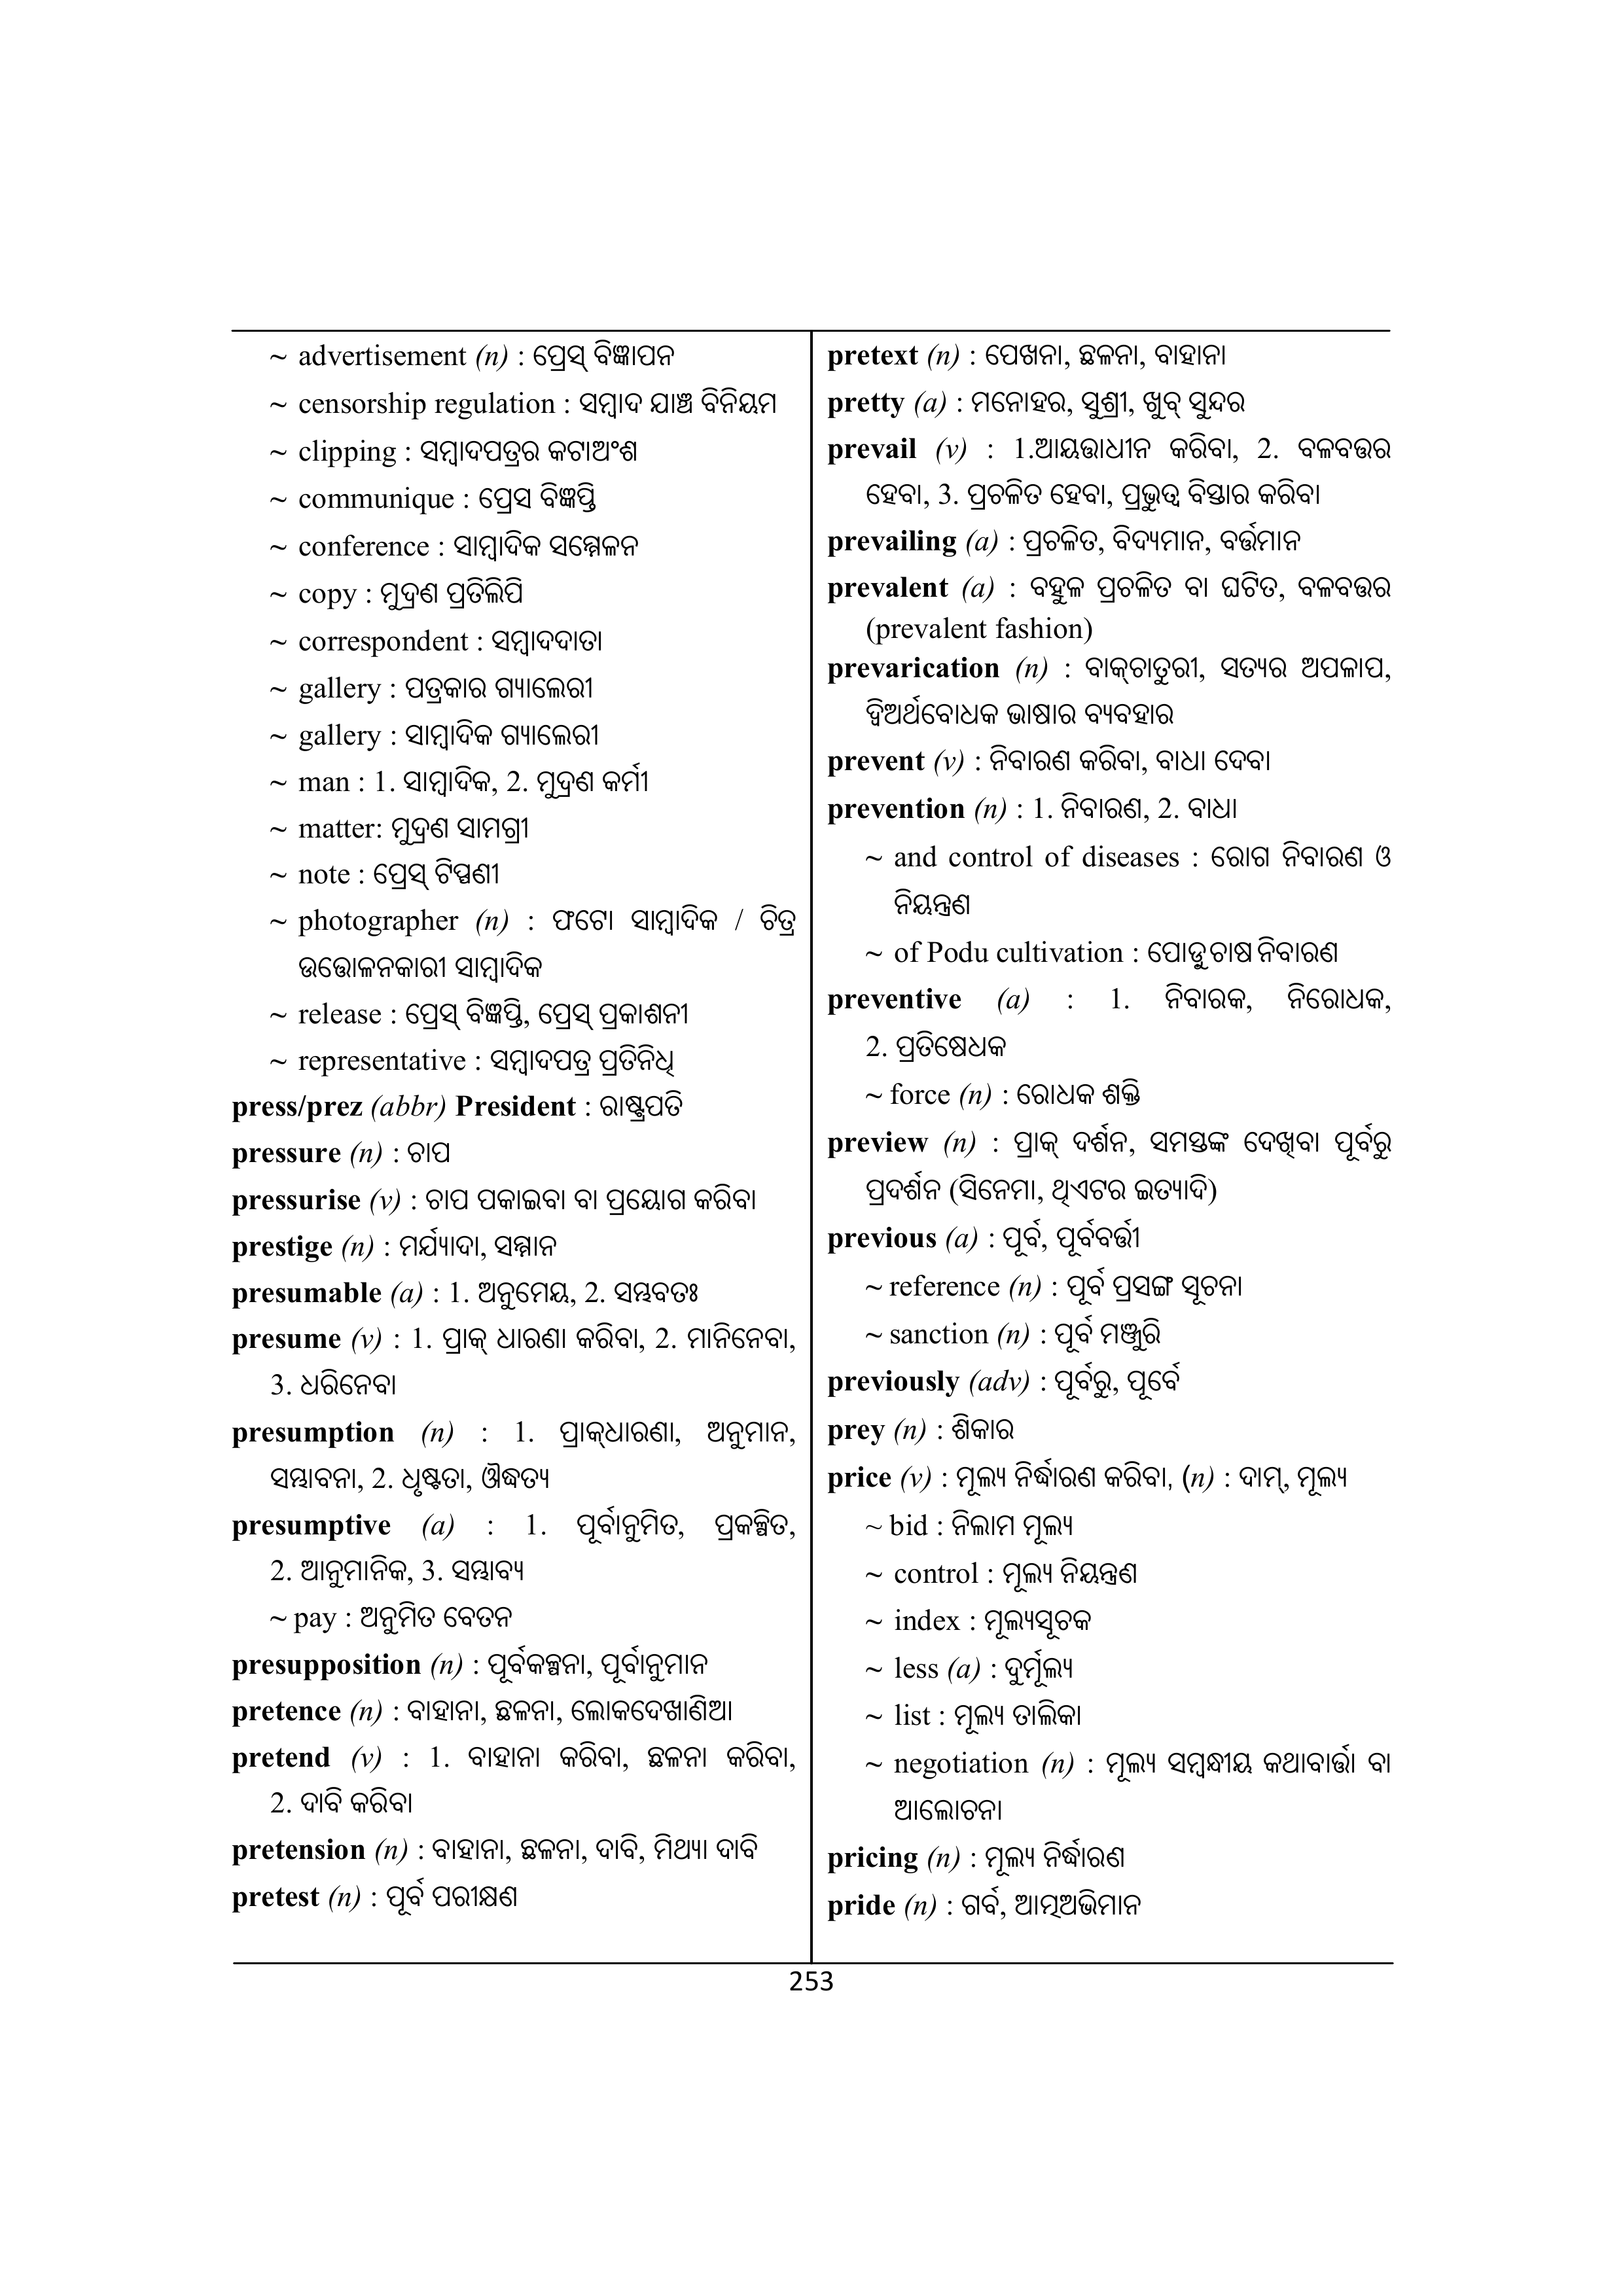 ~ advertisement (n) : ପ୍ରେସ୍ ବିଜ୍ଞାପନ
~ censorship regulation : ସମ୍ବାଦ ଯାଞ୍ଚ ବିନିୟମ
~ clipping : ସମ୍ବାଦପତ୍ରର କଟାଅଂଶ
~ communique : ପ୍ରେସ ବିଜ୍ଞପ୍ତି
~ conference : ସାମ୍ବାଦିକ ସମ୍ମେଳନ
~ copy : ମୁଦ୍ରଣ ପ୍ରତିଲିପି
~ correspondent : ସମ୍ବାଦଦାତା
~ gallery : ପତ୍ରକାର ଗ୍ୟାଲେରୀ
~ gallery : ସାମ୍ବାଦିକ ଗ୍ୟାଲେରୀ
~ man : 1. ସାମ୍ବାଦିକ, 2. ମୁଦ୍ରଣ କର୍ମୀ
~ matter: ମୁଦ୍ରଣ ସାମଗ୍ରୀ
~ note : ପ୍ରେସ୍ ଟିପ୍ପଣୀ
~ photographer (n) : ଫଟୋ ସାମ୍ବାଦିକ / ଚିତ୍ର
ଉତ୍ତୋଳନକାରୀ ସାମ୍ବାଦିକ
~ release : ପ୍ରେସ୍ ବିଜ୍ଞପ୍ତି, ପ୍ରେସ୍ ପ୍ରକାଶନୀ
~ representative : ସମ୍ବାଦପତ୍ର ପ୍ରତିନିଧି
press/prez (abbr) President : ରାଷ୍ଟ୍ରପତି
pressure (n) : ଚାପ
pressurise (v) : ଚାପ ପକାଇବା ବା ପ୍ରୟୋଗ କରିବା
prestige (n) : ମର୍ଯ୍ୟାଦା, ସମ୍ମାନ
presumable (a) : 1. ଅନୁମେୟ, 2. ସମ୍ଭବତଃ
presume (v) : 1. ପ୍ରାକ୍ ଧାରଣା କରିବା, 2. ମାନିନେବା,
3. ଧରିନେବା
presumption (n) : 1. ପ୍ରାକ୍‌ଧାରଣା, ଅନୁମାନ,
ସମ୍ଭାବନା, 2. ଧୃଷ୍ଟତା, ଔଦ୍ଧତ୍ୟ
presumptive (a) : 1. ପୂର୍ବାନୁମିତ, ପ୍ରକଳ୍ପିତ,
2. ଆନୁମାନିକ, 3. ସମ୍ଭାବ୍ୟ
~ pay : ଅନୁମିତ ବେତନ
presupposition (n) : ପୂର୍ବକଳ୍ପନା, ପୂର୍ବାନୁମାନ
pretence (n) : ବାହାନା, ଛଳନା, ଲୋକଦେଖାଣିଆ
pretend (v) : 1. ବାହାନା କରିବା, ଛଳନା କରିବା,
2. ଦାବି କରିବା
pretension (n) : ବାହାନା, ଛଳନା, ଦାବି, ମିଥ୍ୟା ଦାବି
pretest (n) : ପୂର୍ବ ପରୀକ୍ଷଣ
pretext (n) : ପେଖନା, ଛଳନା, ବାହାନା
pretty (a) : ମନୋହର, ସୁଶ୍ରୀ, ଖୁବ୍ ସୁନ୍ଦର
prevail (v) : 1.ଆୟତ୍ତାଧୀନ କରିବା, 2. ବଳବତ୍ତର
ହେବା, 3. ପ୍ରଚଳିତ ହେବା, ପ୍ରଭୁତ୍ୱ ବିସ୍ତାର କରିବା
prevailing (a) : ପ୍ରଚଳିତ, ବିଦ୍ୟମାନ, ବର୍ତ୍ତମାନ
prevalent (a) : ବହୁଳ ପ୍ରଚଳିତ ବା ଘଟିତ, ବଳବତ୍ତର
(prevalent fashion)
prevarication (n) : ବାକ୍‌ଚାତୁରୀ, ସତ୍ୟର ଅପଳାପ,
ଦ୍ୱିଅର୍ଥବୋଧକ ଭାଷାର ବ୍ୟବହାର
prevent (v) : ନିବାରଣ କରିବା, ବାଧା ଦେବା
prevention (n) : 1. ନିବାରଣ, 2. ବାଧା
~ and control of diseases : ରୋଗ ନିବାରଣ ଓ
ନିୟନ୍ତ୍ରଣ
~ of Podu cultivation : ପୋଡୁ ଚାଷ ନିବାରଣ
preventive (a) : 1. ନିବାରକ, ନିରୋଧକ,
2. ପ୍ରତିଷେଧକ
~ force (n) : ରୋଧକ ଶକ୍ତି
preview (n) : ପ୍ରାକ୍ ଦର୍ଶନ, ସମସ୍ତଙ୍କ ଦେଖିବା ପୂର୍ବରୁ
ପ୍ରଦର୍ଶନ (ସିନେମା, ଥିଏଟର ଇତ୍ୟାଦି)
previous (a) : ପୂର୍ବ, ପୂର୍ବବର୍ତ୍ତୀ
~ reference (n) : ପୂର୍ବ ପ୍ରସଙ୍ଗ ସୂଚନା
~ sanction (n) : ପୂର୍ବ ମଞ୍ଜୁରି
previously (adv) : ପୂର୍ବରୁ, ପୂର୍ବେ
prey (n) : ଶିକାର
price (v) : ମୂଲ୍ୟ ନିର୍ଦ୍ଧାରଣ କରିବା, (n) : ଦାମ୍, ମୂଲ୍ୟ
~ bid : ନିଲାମ ମୂଲ୍ୟ
~ control : ମୂଲ୍ୟ ନିୟନ୍ତ୍ରଣ
~ index : ମୂଲ୍ୟସୂଚକ
~ less (a) : ଦୁର୍ମୂଲ୍ୟ
~ list : ମୂଲ୍ୟ ତାଲିକା
~ negotiation (n) : ମୂଲ୍ୟ ସମ୍ବନ୍ଧୀୟ କଥାବାର୍ତ୍ତା ବା
ଆଲୋଚନା
pricing (n) : ମୂଲ୍ୟ ନିର୍ଦ୍ଧାରଣ
pride (n) : ଗର୍ବ, ଆତ୍ମଅଭିମାନ
253